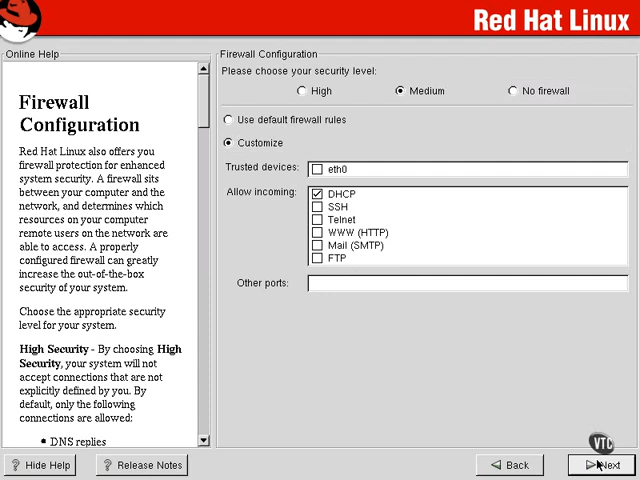 Red Hat Linux
Online Help
Firewall
Configuration
Red Hat Linux also offers you
firewall protection for enhanced
system security. A firewall sits
between your computer and the
network, and determines which
resources on your computer
remote users on the network are
able to access. A properly
configured firewall can greatly
increase the out-of-the-box
security of your system.
Choose the appropriate security
level for your system.
High Security - By choosing High
Security, your system will not
accept connections that are not
explicitly defined by you. By
default, only the following
connections are allowed:
• DNS replies
Firewall Configuration
Please choose your security level:
High Medium No firewall
Use default firewall rules
Customize
Trusted devices: eth0
Allow incoming: DHCP
SSH
Telnet
WWW (HTTP)
Mail (SMTP)
FTP
Other ports:
VTC
Hide Help Release Notes Back Next